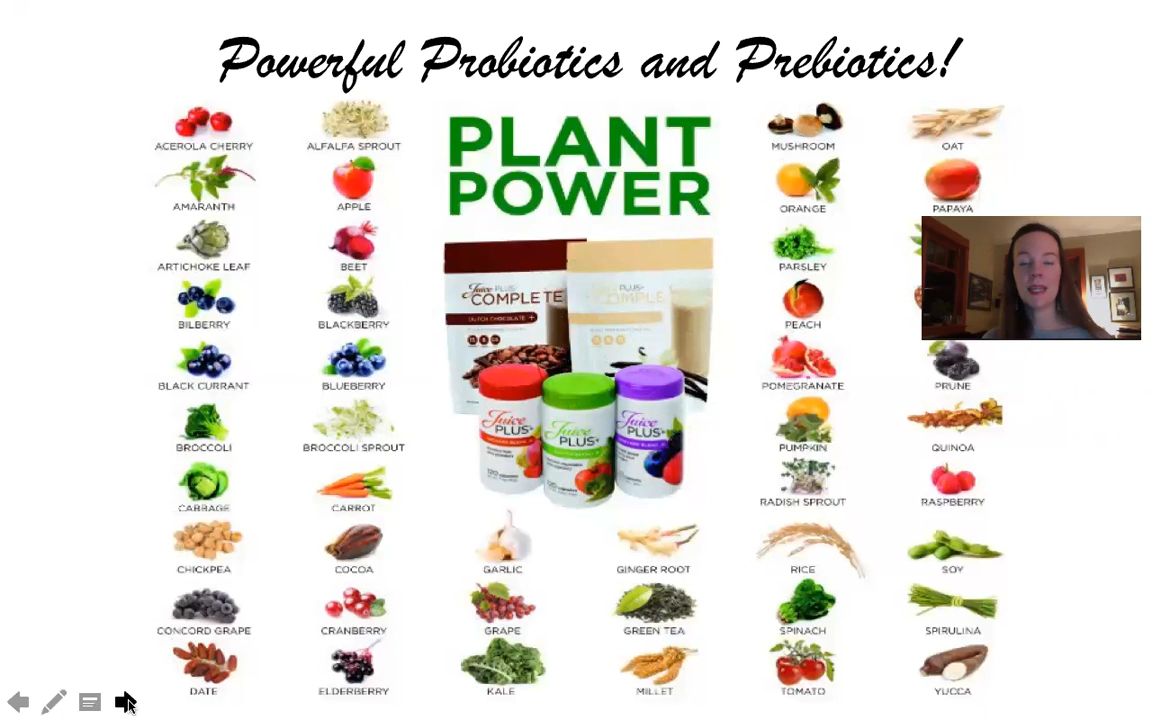 Powerful Probiotics and Prebiotics!
PLANT
POWER
ACEROLA CHERRY
ALFALFA SPROUT
MUSHROOM
OAT
AMARANTH
APPLE
ORANGE
PAPAYA
ARTICHOKE LEAF
BEET
PARSLEY
BILBERRY
BLACKBERRY
PEACH
BLACK CURRANT
BLUEBERRY
POMEGRANATE
PRUNE
BROCCOLI
BROCCOLI SPROUT
PUMPKIN
QUINOA
CABBAGE
CARROT
RADISH SPROUT
RASPBERRY
CHICKPEA
COCOA
GARLIC
GINGER ROOT
RICE
SOY
CONCORD GRAPE
CRANBERRY
GRAPE
GREEN TEA
SPINACH
SPIRULINA
DATE
ELDERBERRY
KALE
MILLET
TOMATO
YUCCA
Juice PLUS+
COMPLETE
DUTCH CHOCOLATE
PLUS+
COMPLE
Juice
PLUS+
Juice
PLUS+
Juice
PLUS+